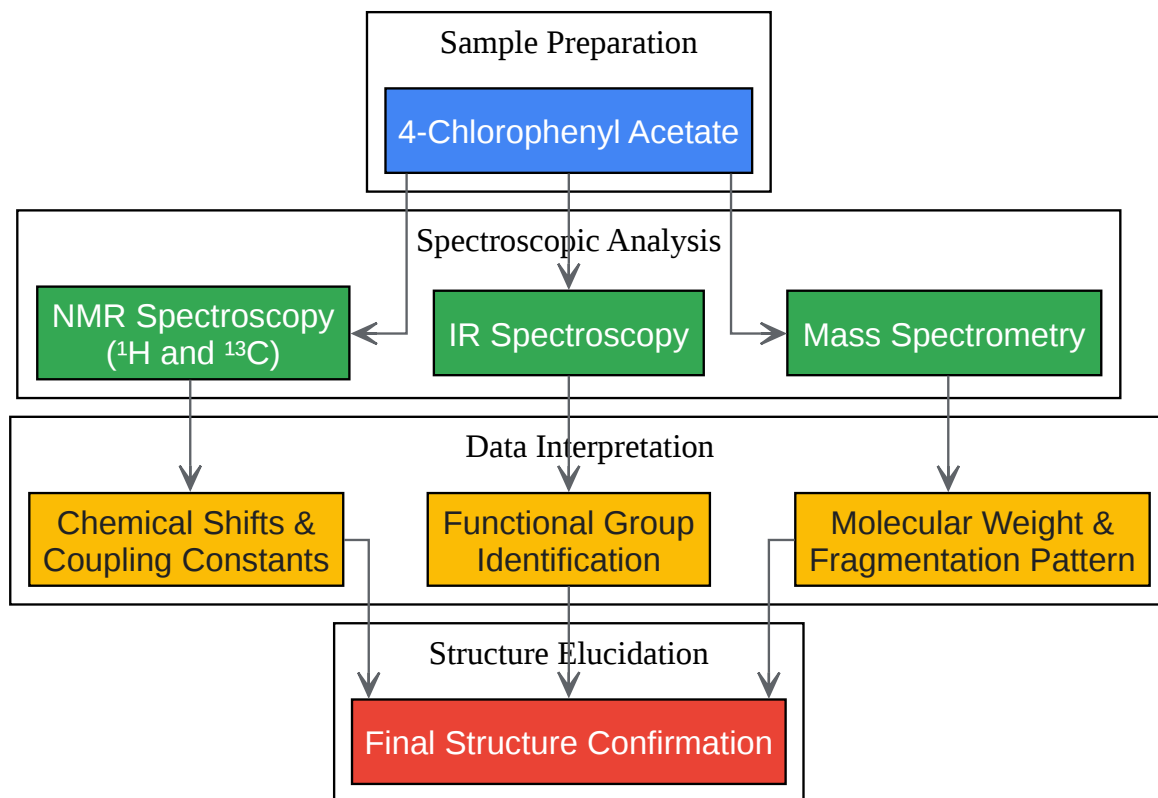 Sample Preparation
4-Chlorophenyl Acetate
Spectroscopic Analysis
NMR Spectroscopy
(¹H and ¹³C)
IR Spectroscopy
Mass Spectrometry
Data Interpretation
Chemical Shifts &
Coupling Constants
Functional Group
Identification
Molecular Weight &
Fragmentation Pattern
Structure Elucidation
Final Structure Confirmation